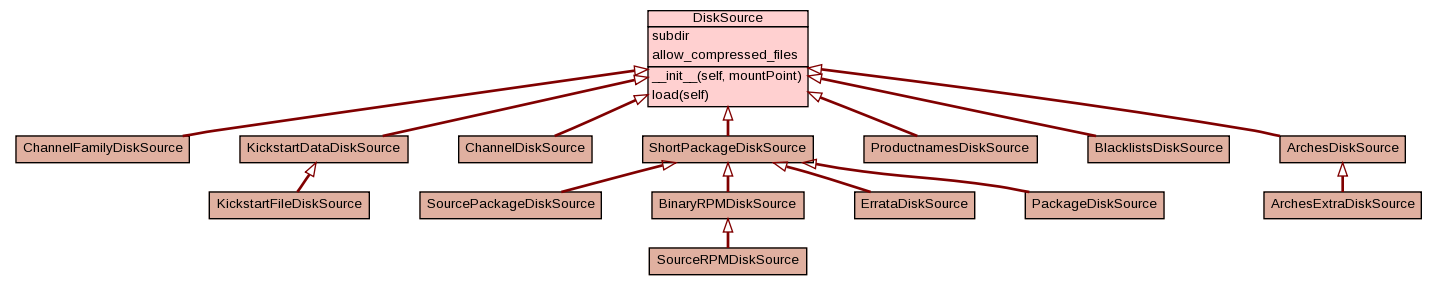 DiskSource
subdir
allow_compressed_files
__init__(self, mountPoint)
load(self)
ChannelFamilyDiskSource
KickstartDataDiskSource
ChannelDiskSource
ShortPackageDiskSource
ProductnamesDiskSource
BlacklistsDiskSource
ArchesDiskSource
KickstartFileDiskSource
SourcePackageDiskSource
BinaryRPMDiskSource
ErrataDiskSource
PackageDiskSource
ArchesExtraDiskSource
SourceRPMDiskSource